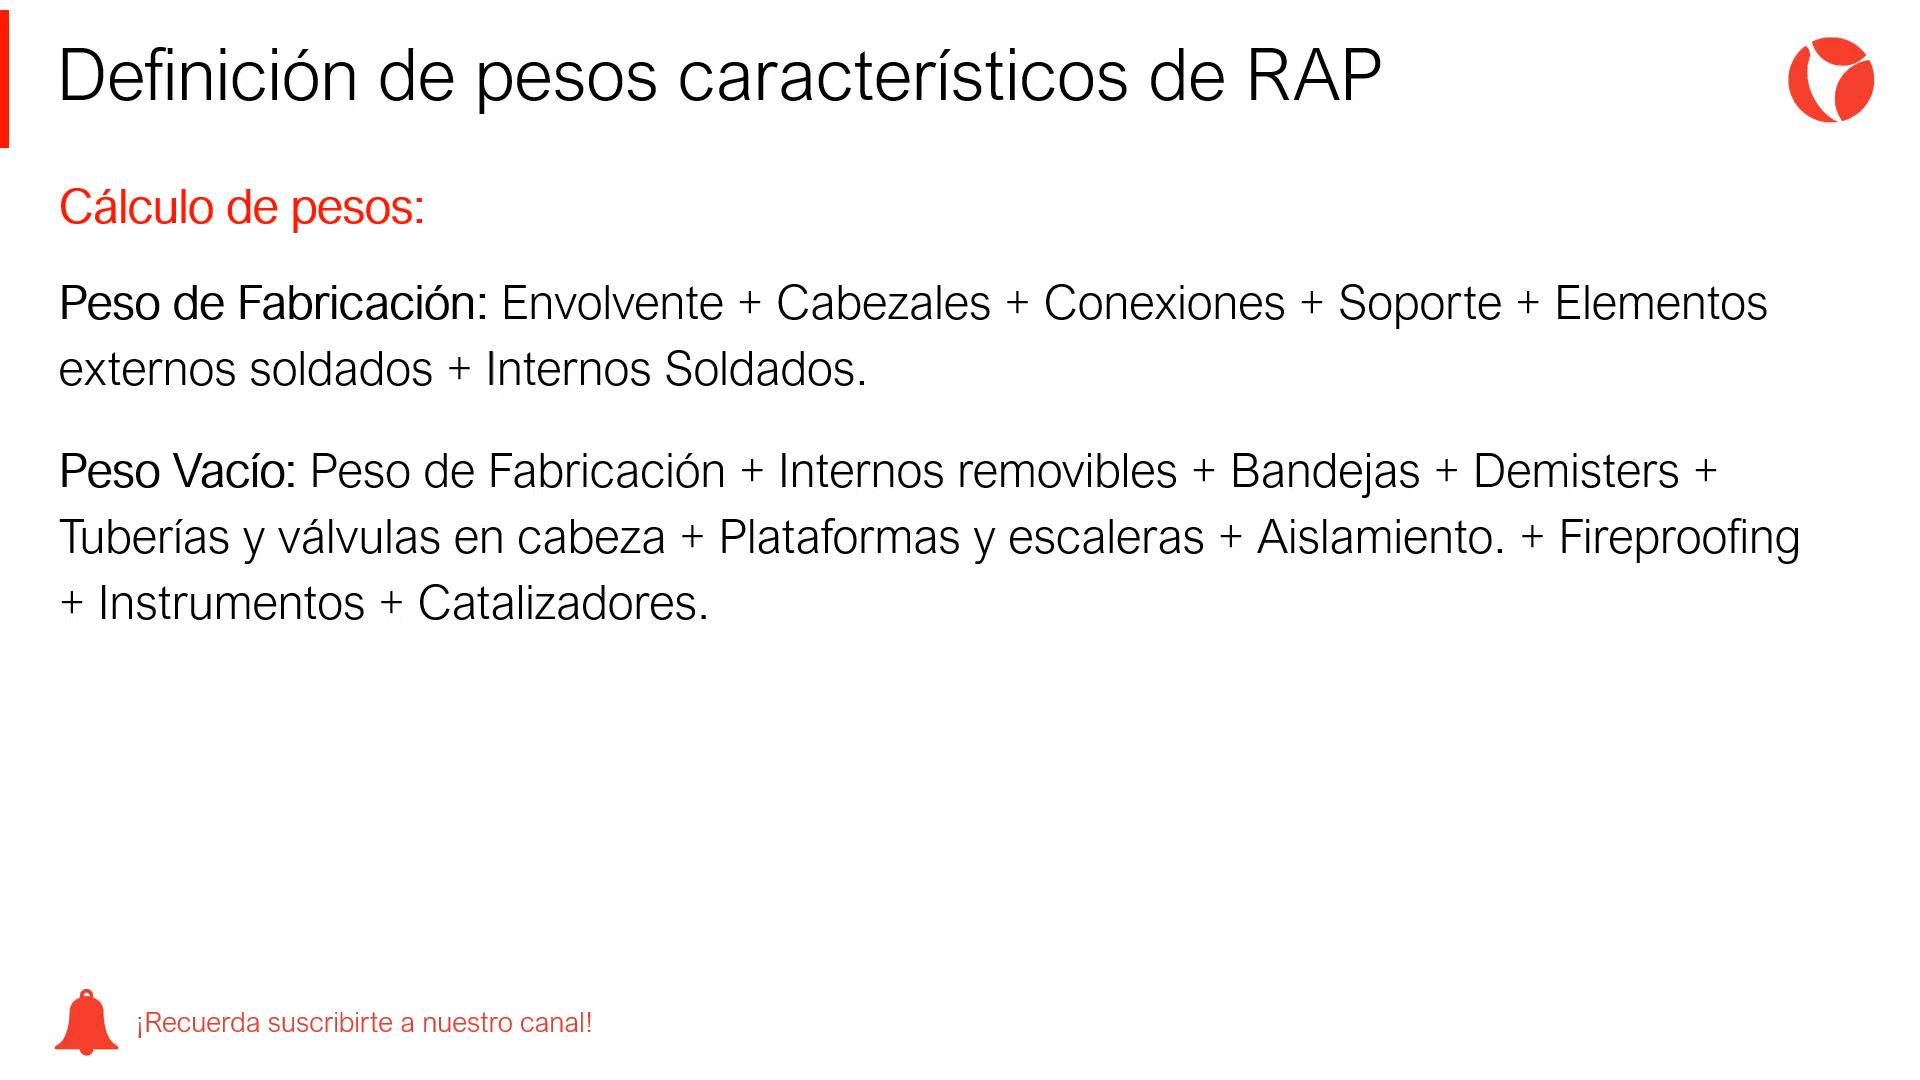 Definición de pesos característicos de RAP
Cálculo de pesos:
Peso de Fabricación: Envolvente + Cabezales + Conexiones + Soporte + Elementos
externos soldados + Internos Soldados.
Peso Vacío: Peso de Fabricación + Internos removibles + Bandejas + Demisters +
Tuberías y válvulas en cabeza + Plataformas y escaleras + Aislamiento. + Fireproofing
+ Instrumentos + Catalizadores.
¡Recuerda suscribirte a nuestro canal!